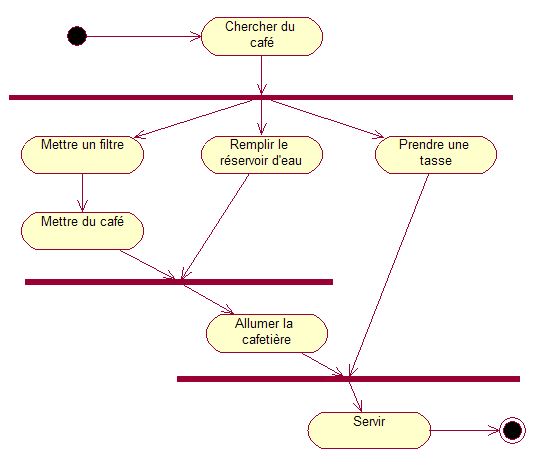 Chercher du
café
Mettre un filtre
Remplir le
réservoir d'eau
Prendre une
tasse
Mettre du café
Allumer la
cafetière
Servir